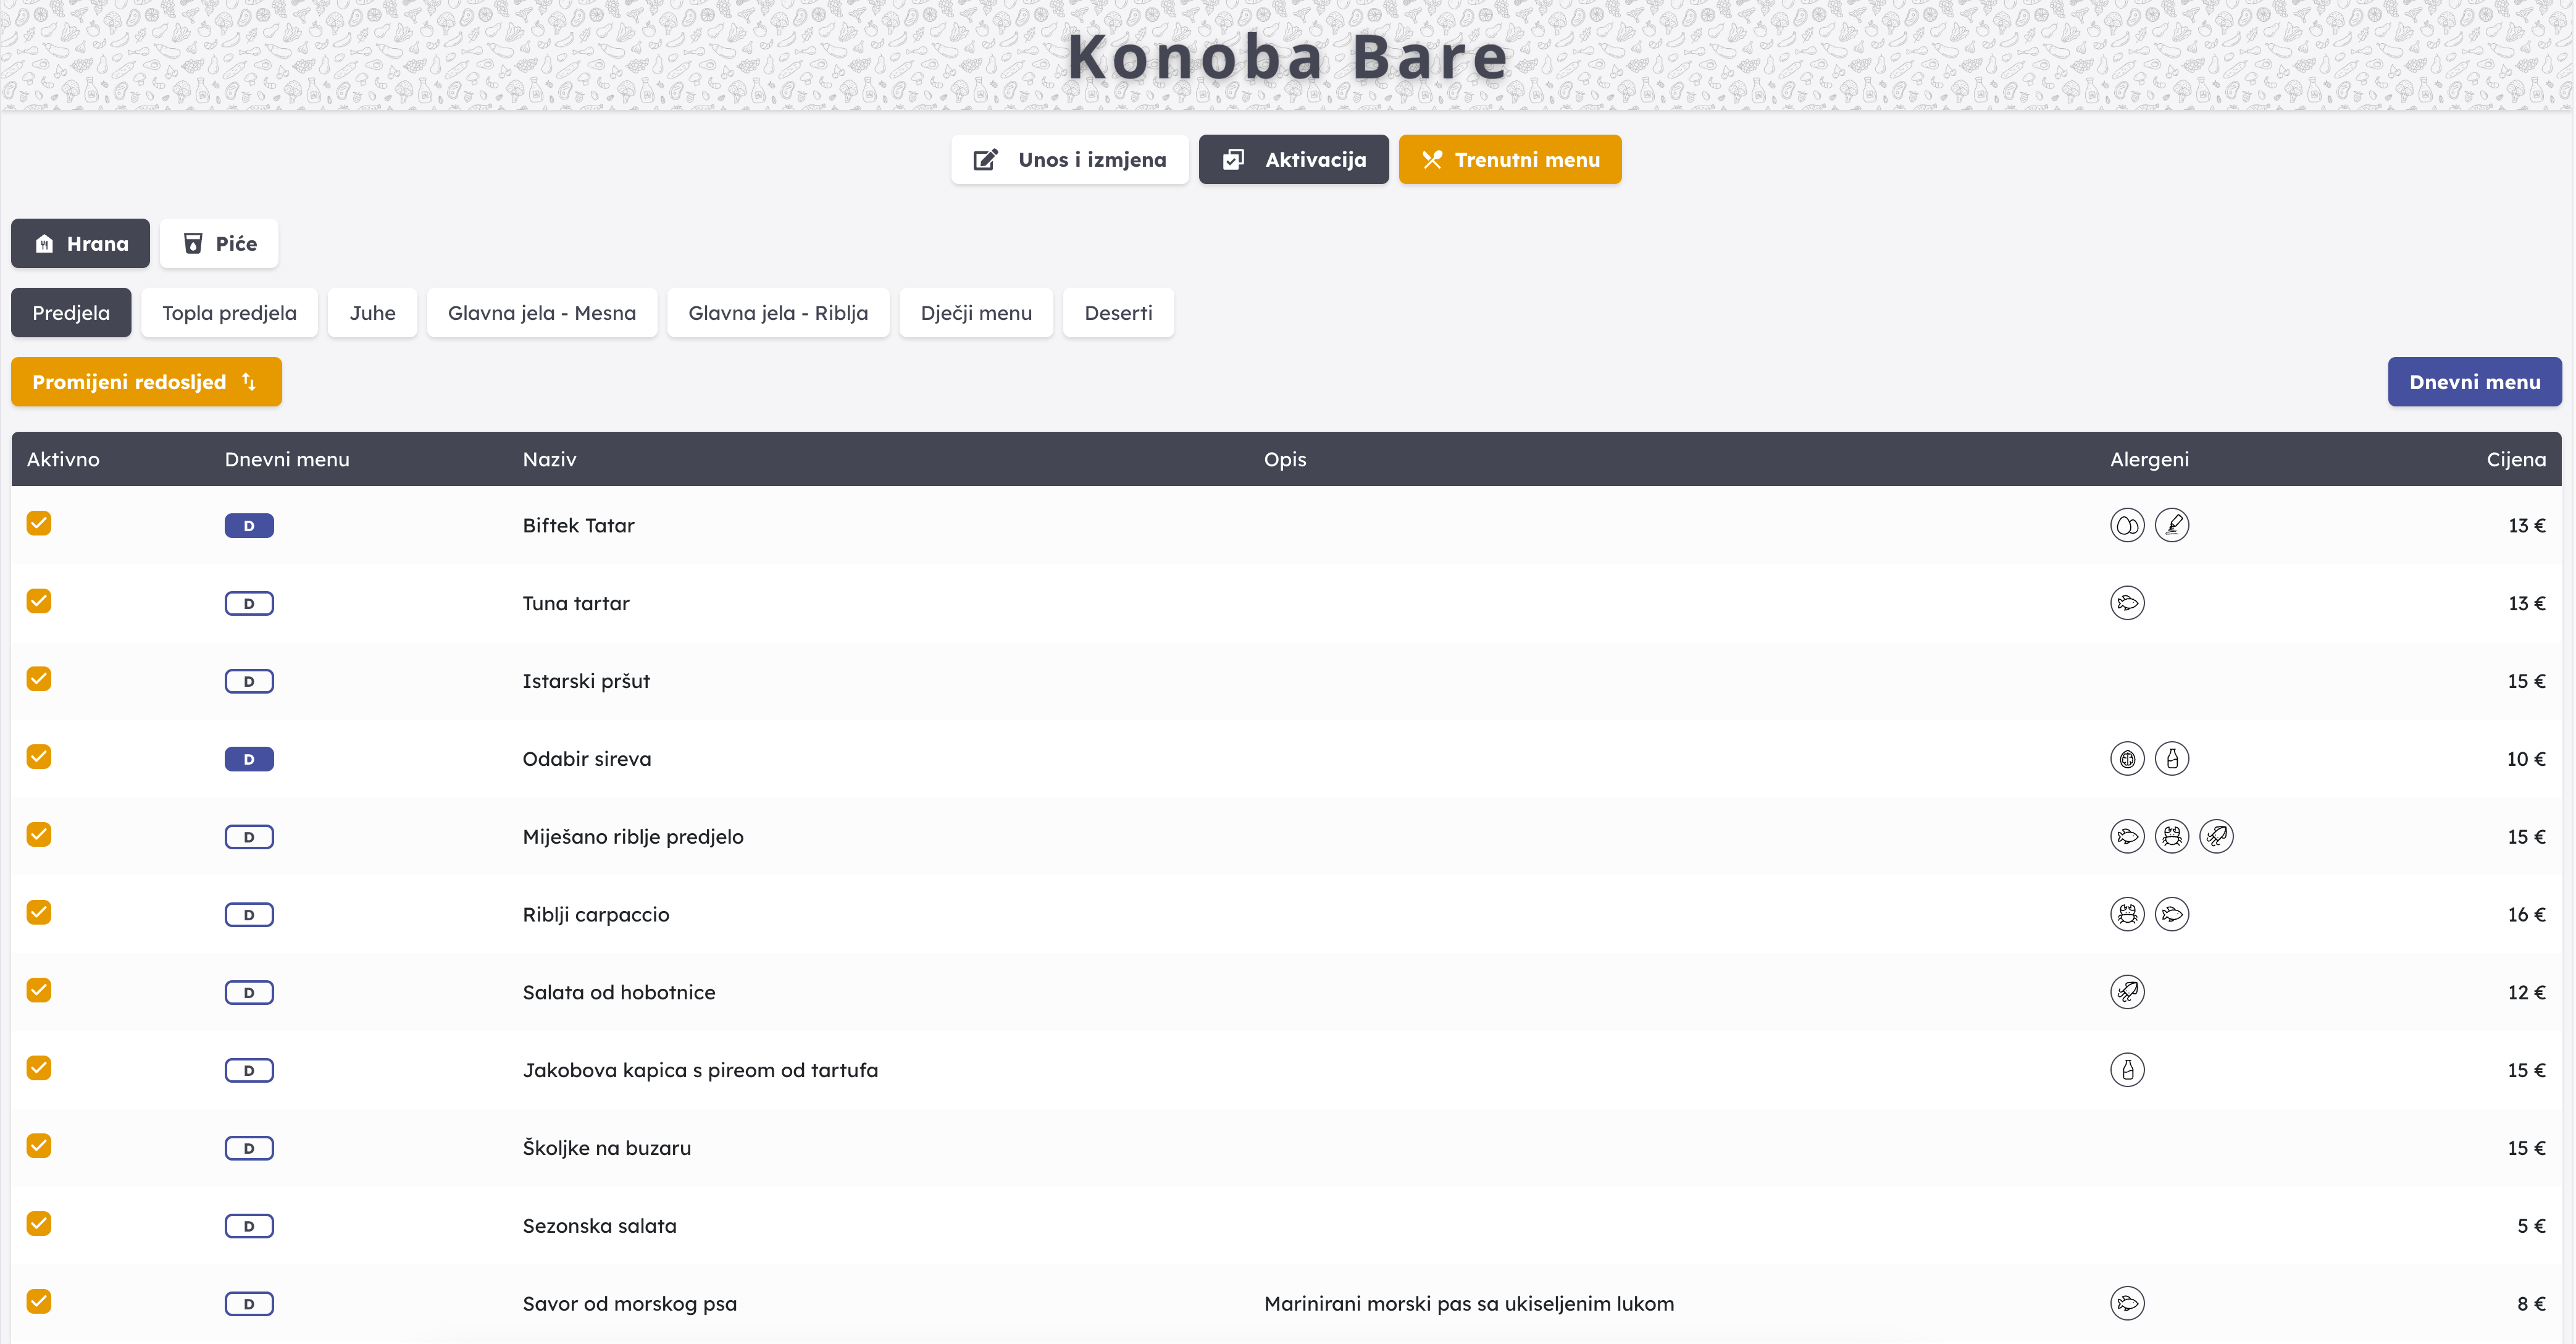 Konoba Bare
Unos i izmjena Aktivacija Trenutni menu
Hrana Piće
Predjela Topla predjela Juhe Glavna jela - Mesna Glavna jela - Riblja Dječji menu Deserti
Promijeni redosljed Dnevni menu
Aktivno Dnevni menu Naziv Opis Alergeni Cijena
D Biftek Tatar 13 €
D Tuna tartar 13 €
D Istarski pršut 15 €
D Odabir sireva 10 €
D Miješano riblje predjelo 15 €
D Riblji carpaccio 16 €
D Salata od hobotnice 12 €
D Jakobova kapica s pireom od tartufa 15 €
D Školjke na buzaru 15 €
D Sezonska salata 5 €
D Savor od morskog psa Marinirani morski pas sa ukiseljenim lukom 8 €